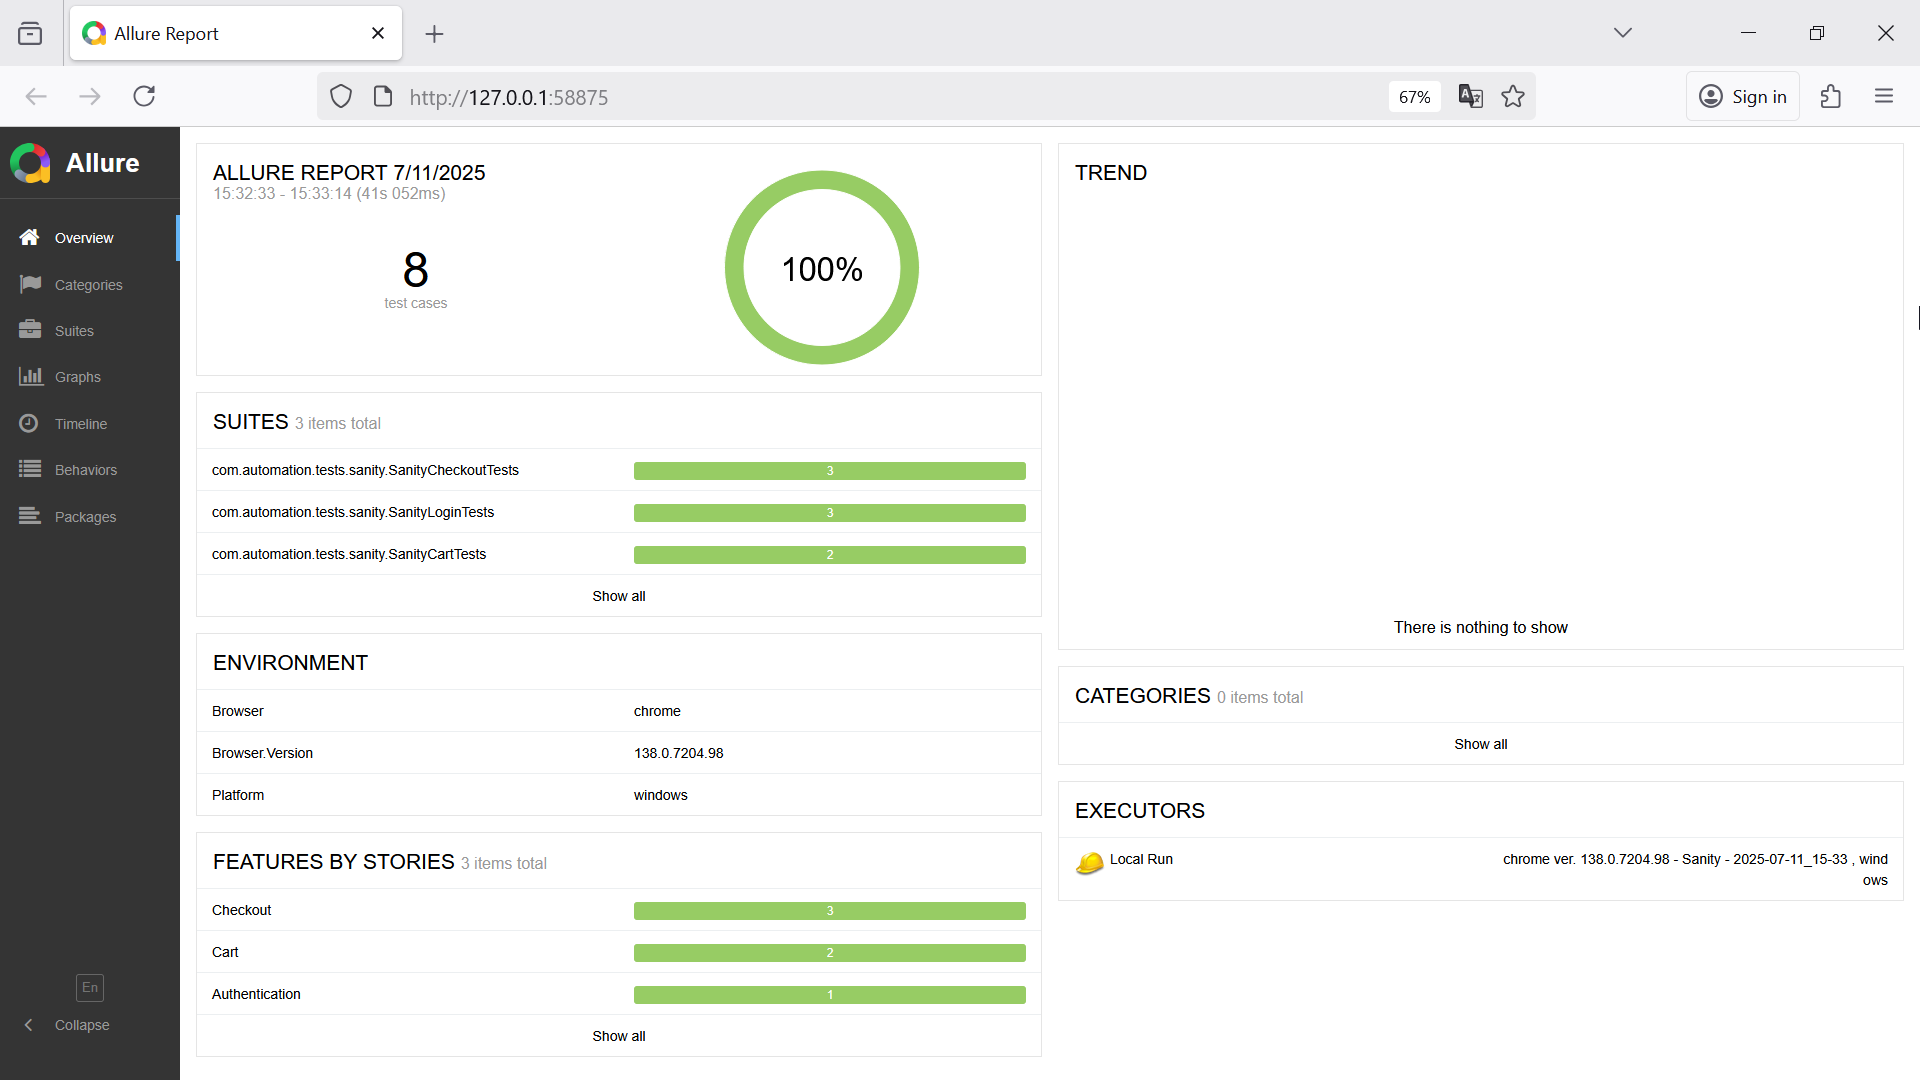 Allure Report
http://127.0.0.1:58875
67%
Sign in
Allure
Overview
Categories
Suites
Graphs
Timeline
Behaviors
Packages
En
Collapse
ALLURE REPORT 7/11/2025
15:32:33 - 15:33:14 (41s 052ms)
8
test cases
100%
SUITES 3 items total
com.automation.tests.sanity.SanityCheckoutTests 3
com.automation.tests.sanity.SanityLoginTests 3
com.automation.tests.sanity.SanityCartTests 2
Show all
ENVIRONMENT
Browser chrome
Browser.Version 138.0.7204.98
Platform windows
FEATURES BY STORIES 3 items total
Checkout 3
Cart 2
Authentication 1
Show all
TREND
There is nothing to show
CATEGORIES 0 items total
Show all
EXECUTORS
Local Run chrome ver. 138.0.7204.98 - Sanity - 2025-07-11_15-33 , wind
ows